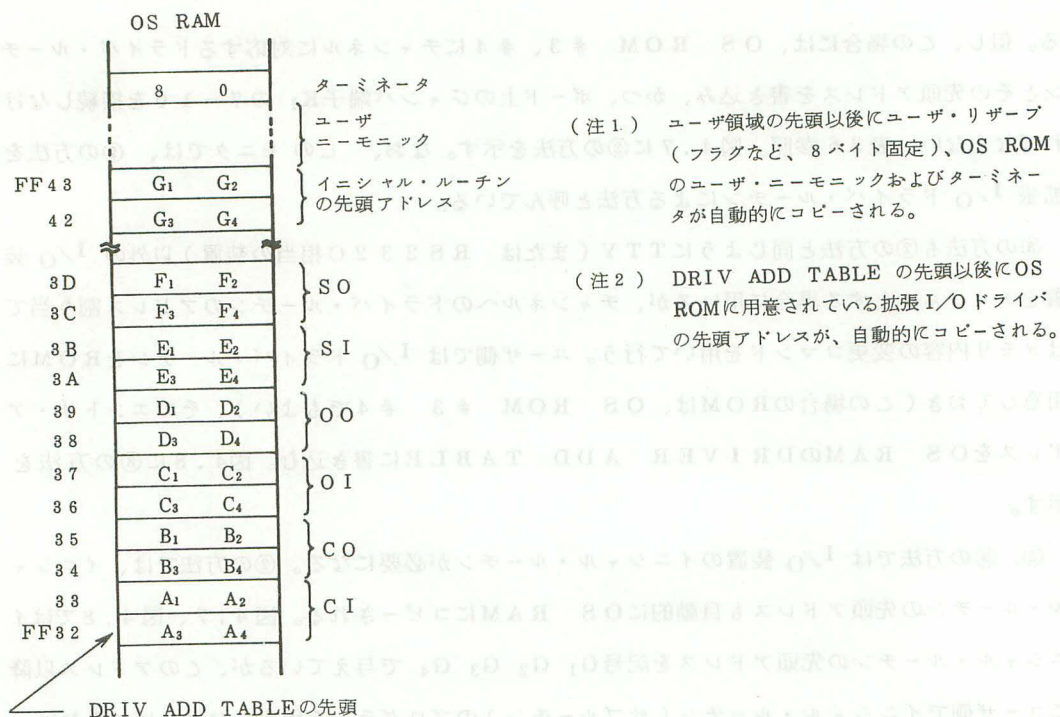 OS RAM
8 0 ターミネータ
ユーザ
ニーモニック
FF43 G1 G2 イニシャル・ルーチン
の先頭アドレス
42 G3 G4
3D F1 F2 SO
3C F3 F4
3B E1 E2 SI
3A E3 E4
39 D1 D2 OO
38 D3 D4
37 C1 C2 OI
36 C3 C4
35 B1 B2 CO
34 B3 B4
33 A1 A2 CI
FF32 A3 A4
DRIV ADD TABLEの先頭
(注1) ユーザ領域の先頭以後にユーザ・リザーブ
(フラグなど、8バイト固定)、OS ROM
のユーザ・ニーモニックおよびターミネー
タが自動的にコピーされる。
(注2) DRIV ADD TABLE の先頭以後にOS
ROMに用意されている拡張I/Oドライバ
の先頭アドレスが、自動的にコピーされる。